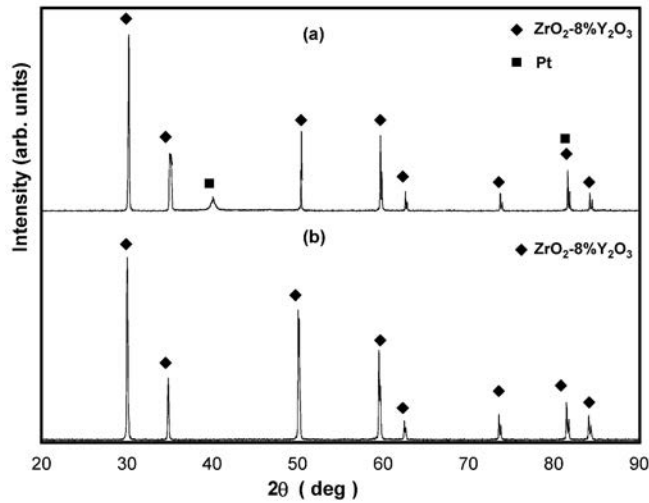 (a)
◆ ZrO₂-8%Y₂O₃
■ Pt
(b)
◆ ZrO₂-8%Y₂O₃
Intensity (arb. units)
20 30 40 50 60 70 80 90
2θ ( deg )